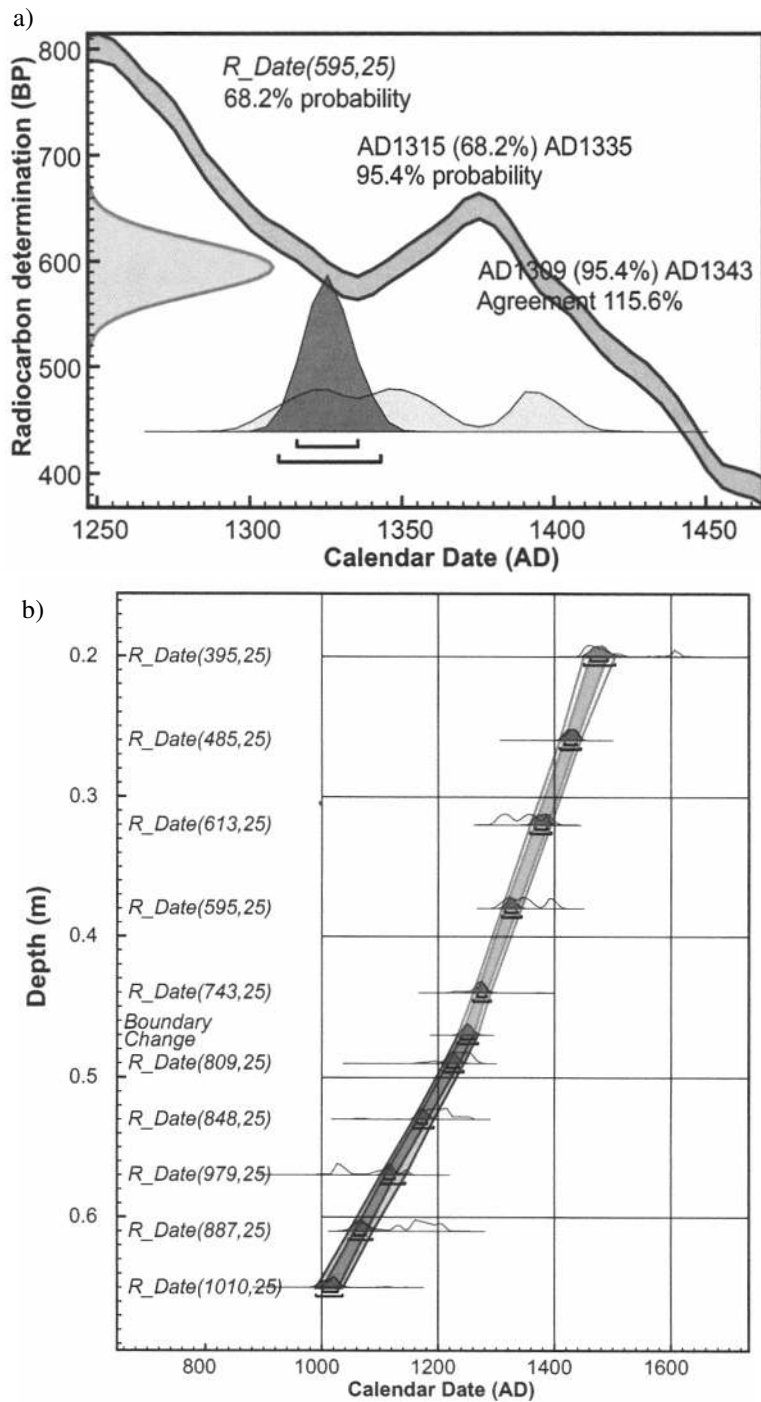 a)
800
700
600
500
400
Radiocarbon determination (BP)
R_Date(595,25)
68.2% probability
AD1315 (68.2%) AD1335
95.4% probability
AD1309 (95.4%) AD1343
Agreement 115.6%
1250
1300
1350
1400
1450
Calendar Date (AD)
b)
0.2
0.3
0.4
0.5
0.6
Depth (m)
R_Date(395,25)
R_Date(485,25)
R_Date(613,25)
R_Date(595,25)
R_Date(743,25)
Boundary
Change
R_Date(809,25)
R_Date(848,25)
R_Date(979,25)
R_Date(887,25)
R_Date(1010,25)
800
1000
1200
1400
1600
Calendar Date (AD)